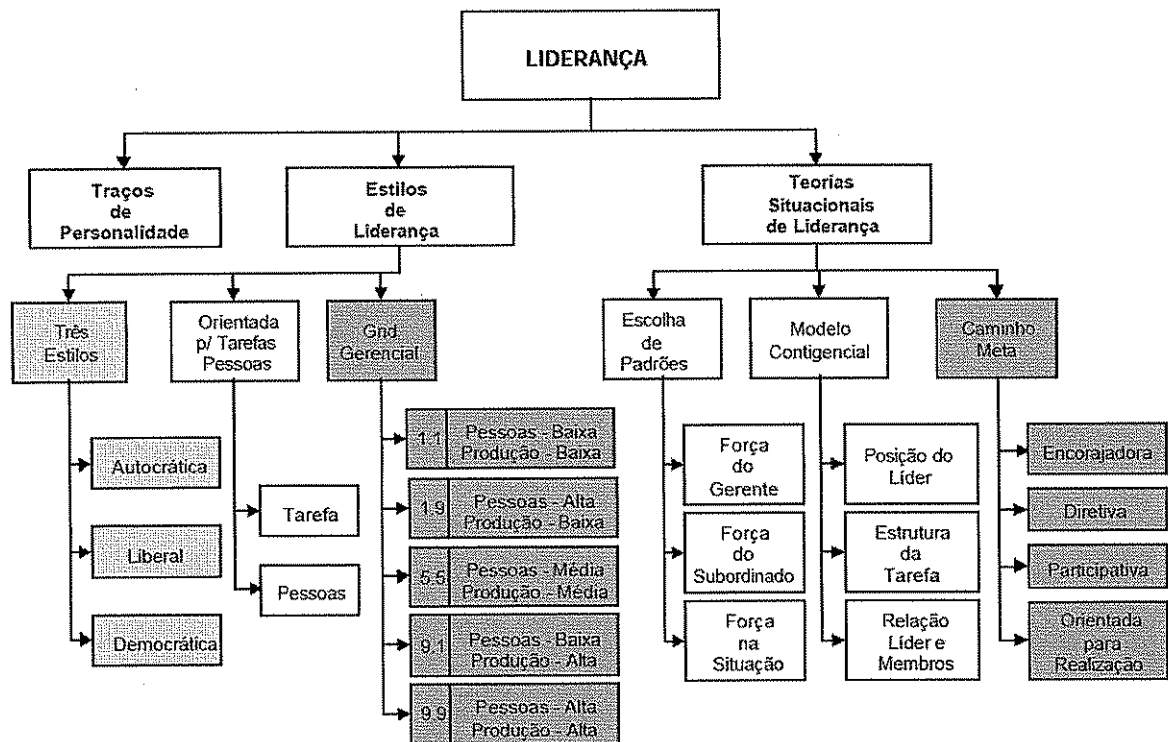 LIDERANÇA
Traços
de
Personalidade
Estilos
de
Liderança
Teorias
Situacionais
de Liderança
Três
Estilos
Orientada
p/ Tarefas
Pessoas
Grid
Gerencial
Escolha
de
Padrões
Modelo
Contigencial
Caminho
Meta
Autocrática
Liberal
Democrática
Tarefa
Pessoas
1.1 Pessoas - Baixa
Produção - Baixa
1.9 Pessoas - Alta
Produção - Baixa
5.5 Pessoas - Média
Produção - Média
9.1 Pessoas - Baixa
Produção - Alta
9.9 Pessoas - Alta
Produção - Alta
Força
do
Gerente
Força
do
Subordinado
Força
na
Situação
Posição do
Líder
Estrutura
da
Tarefa
Relação
Líder e
Membros
Encorajadora
Diretiva
Participativa
Orientada
para
Realização